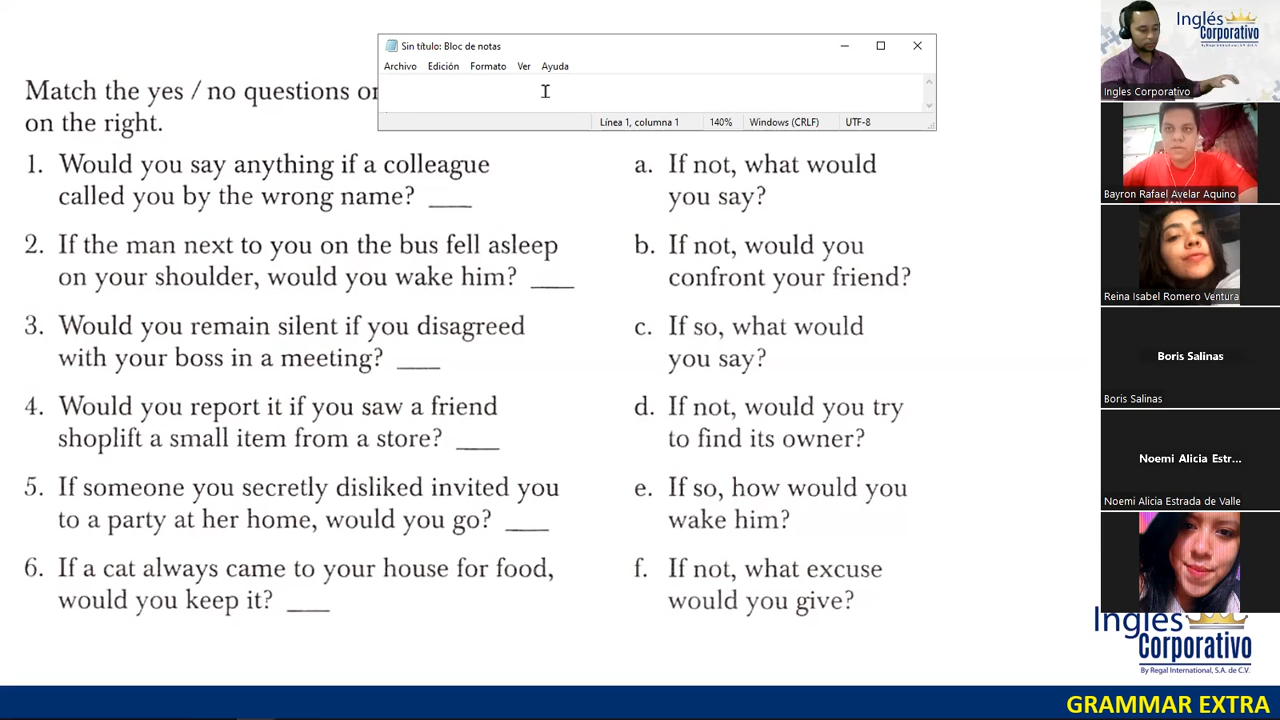 Sin título: Bloc de notas
Archivo Edición Formato Ver Ayuda
Línea 1, columna 1 140% Windows (CRLF) UTF-8
Match the yes / no questions
on the right.
1. Would you say anything if a colleague
called you by the wrong name? ____
2. If the man next to you on the bus fell asleep
on your shoulder, would you wake him? ____
3. Would you remain silent if you disagreed
with your boss in a meeting? ____
4. Would you report it if you saw a friend
shoplift a small item from a store? ____
5. If someone you secretly disliked invited you
to a party at her home, would you go? ____
6. If a cat always came to your house for food,
would you keep it? ____
a. If not, what would
you say?
b. If not, would you
confront your friend?
c. If so, what would
you say?
d. If not, would you try
to find its owner?
e. If so, how would you
wake him?
f. If not, what excuse
would you give?
Inglés
Corporativo
By Regal International, S.A. de C.V.
Ingles Corporativo
Bayron Rafael Avelar Aquino
Reina Isabel Romero Ventura
Boris Salinas
Boris Salinas
Noemi Alicia Estr...
Noemi Alicia Estrada de Valle
Inglés
Corporativo
By Regal International, S.A. de C.V.
GRAMMAR EXTRA